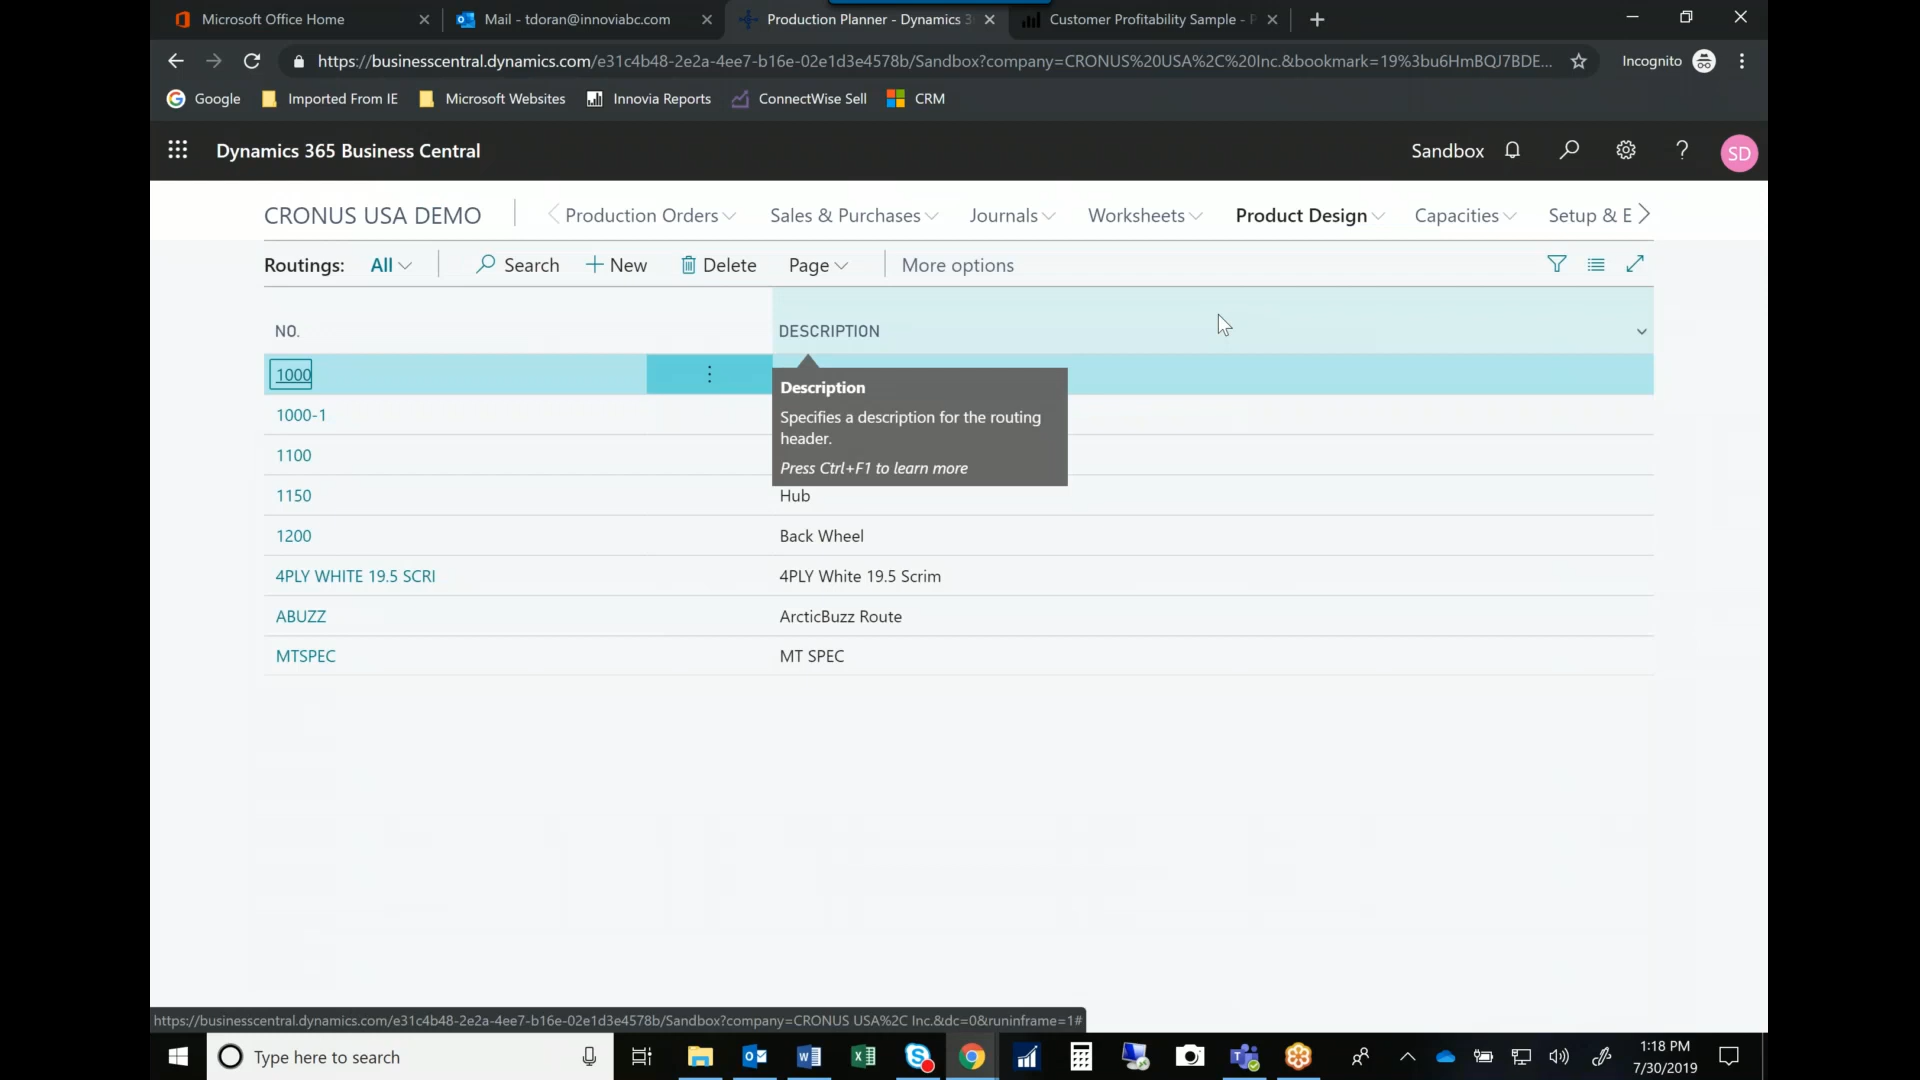 Microsoft Office Home
Mail - tdoran@innoviabc.com
Production Planner - Dynamics 3
Customer Profitability Sample - P
https://businesscentral.dynamics.com/e31c4b48-2e2a-4ee7-b16e-02e1d3e4578b/Sandbox?company=CRONUS%20USA%2C%20Inc.&bookmark=19%3bu6HmBQJ7BDE...
Incognito
Google
Imported From IE
Microsoft Websites
Innovia Reports
ConnectWise Sell
CRM
Dynamics 365 Business Central
Sandbox
SD
CRONUS USA DEMO
Production Orders
Sales & Purchases
Journals
Worksheets
Product Design
Capacities
Setup & E
Routings:
All
Search
New
Delete
Page
More options
NO.
DESCRIPTION
1000
Description
Specifies a description for the routing
header.
Press Ctrl+F1 to learn more
1000-1
1100
1150
Hub
1200
Back Wheel
4PLY WHITE 19.5 SCRI
4PLY White 19.5 Scrim
ABUZZ
ArcticBuzz Route
MTSPEC
MT SPEC
https://businesscentral.dynamics.com/e31c4b48-2e2a-4ee7-b16e-02e1d3e4578b/Sandbox?company=CRONUS USA%2C Inc.&dc=0&runinframe=1#
Type here to search
1:18 PM
7/30/2019